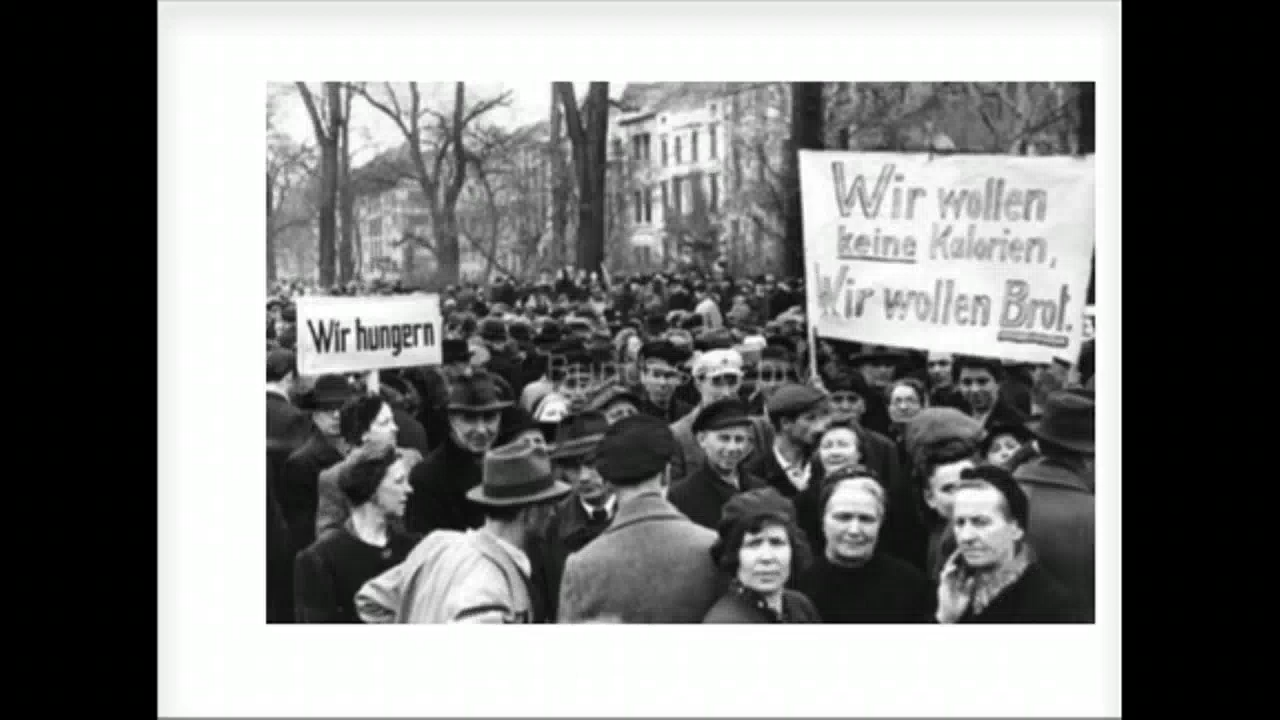 Wir hungern
Wir wollen
keine Kalorien,
Wir wollen Brot.